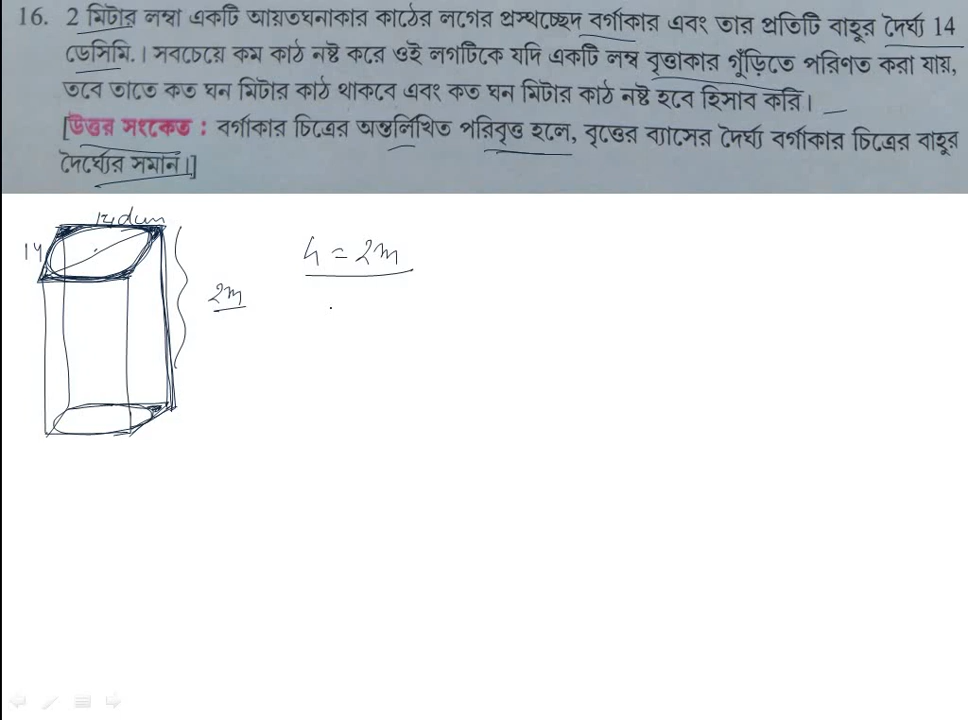 16. 2 মিটার লম্বা একটি আয়তঘনাকার কাঠের লগের প্রস্থচ্ছেদ বর্গাকার এবং তার প্রতিটি বাহুর দৈর্ঘ্য 14
ডেসিমি.। সবচেয়ে কম কাঠ নষ্ট করে ওই লগটিকে যদি একটি লম্ব বৃত্তাকার গুঁড়িতে পরিণত করা যায়,
তবে তাতে কত ঘন মিটার কাঠ থাকবে এবং কত ঘন মিটার কাঠ নষ্ট হবে হিসাব করি।
[উত্তর সংকেত : বর্গাকার চিত্রের অন্তর্লিখিত পরিবৃত্ত হলে, বৃত্তের ব্যাসের দৈর্ঘ্য বর্গাকার চিত্রের বাহুর
দৈর্ঘ্যের সমান।]
14 dcm
14
h = 2m
2m